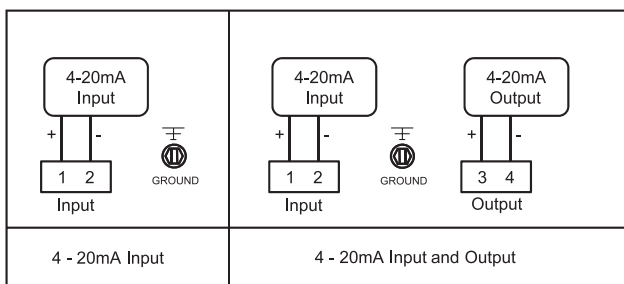 4-20mA
Input
+ -
1 2
Input
GROUND
4-20mA
Input
+ -
1 2
Input
GROUND
4-20mA
Output
+ -
3 4
Output
4 - 20mA Input
4 - 20mA Input and Output